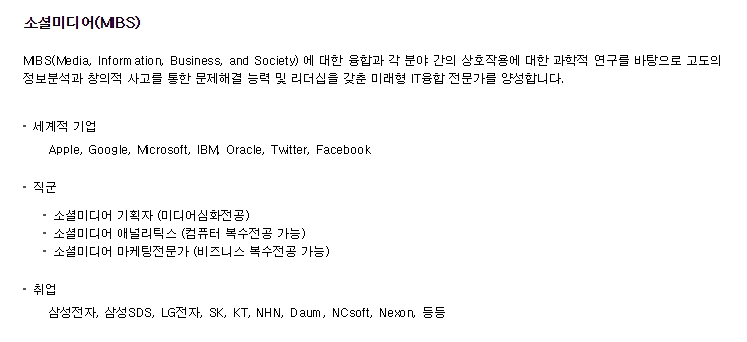 소셜미디어(MIBS)
MIBS(Media, Information, Business, and Society) 에 대한 융합과 각 분야 간의 상호작용에 대한 과학적 연구를 바탕으로 고도의
정보분석과 창의적 사고를 통한 문제해결 능력 및 리더십을 갖춘 미래형 IT융합 전문가를 양성합니다.
- 세계적 기업
Apple, Google, Microsoft, IBM, Oracle, Twitter, Facebook
- 직군
- 소셜미디어 기획자 (미디어심화전공)
- 소셜미디어 애널리틱스 (컴퓨터 복수전공 가능)
- 소셜미디어 마케팅전문가 (비즈니스 복수전공 가능)
- 취업
삼성전자, 삼성SDS, LG전자, SK, KT, NHN, Daum, NCsoft, Nexon, 등등